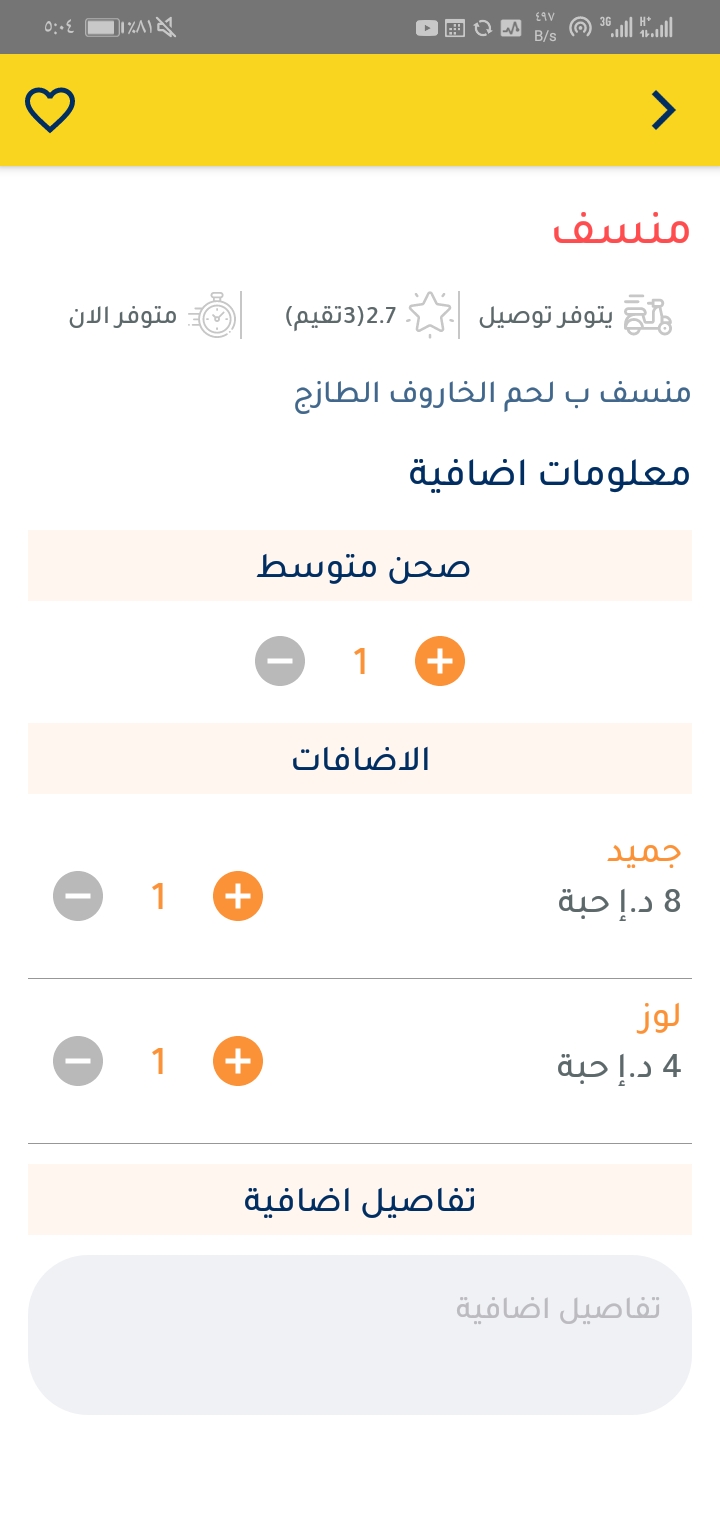 ٥:٠٤ ٪٨١ ٤٩٧ B/s 3G H+
منسف
يتوفر توصيل 2.7(3تقيم) متوفر الان
منسف ب لحم الخاروف الطازج
معلومات اضافية
صحن متوسط
1
الاضافات
جميد
8 د.إ حبة
1
لوز
4 د.إ حبة
1
تفاصيل اضافية
تفاصيل اضافية